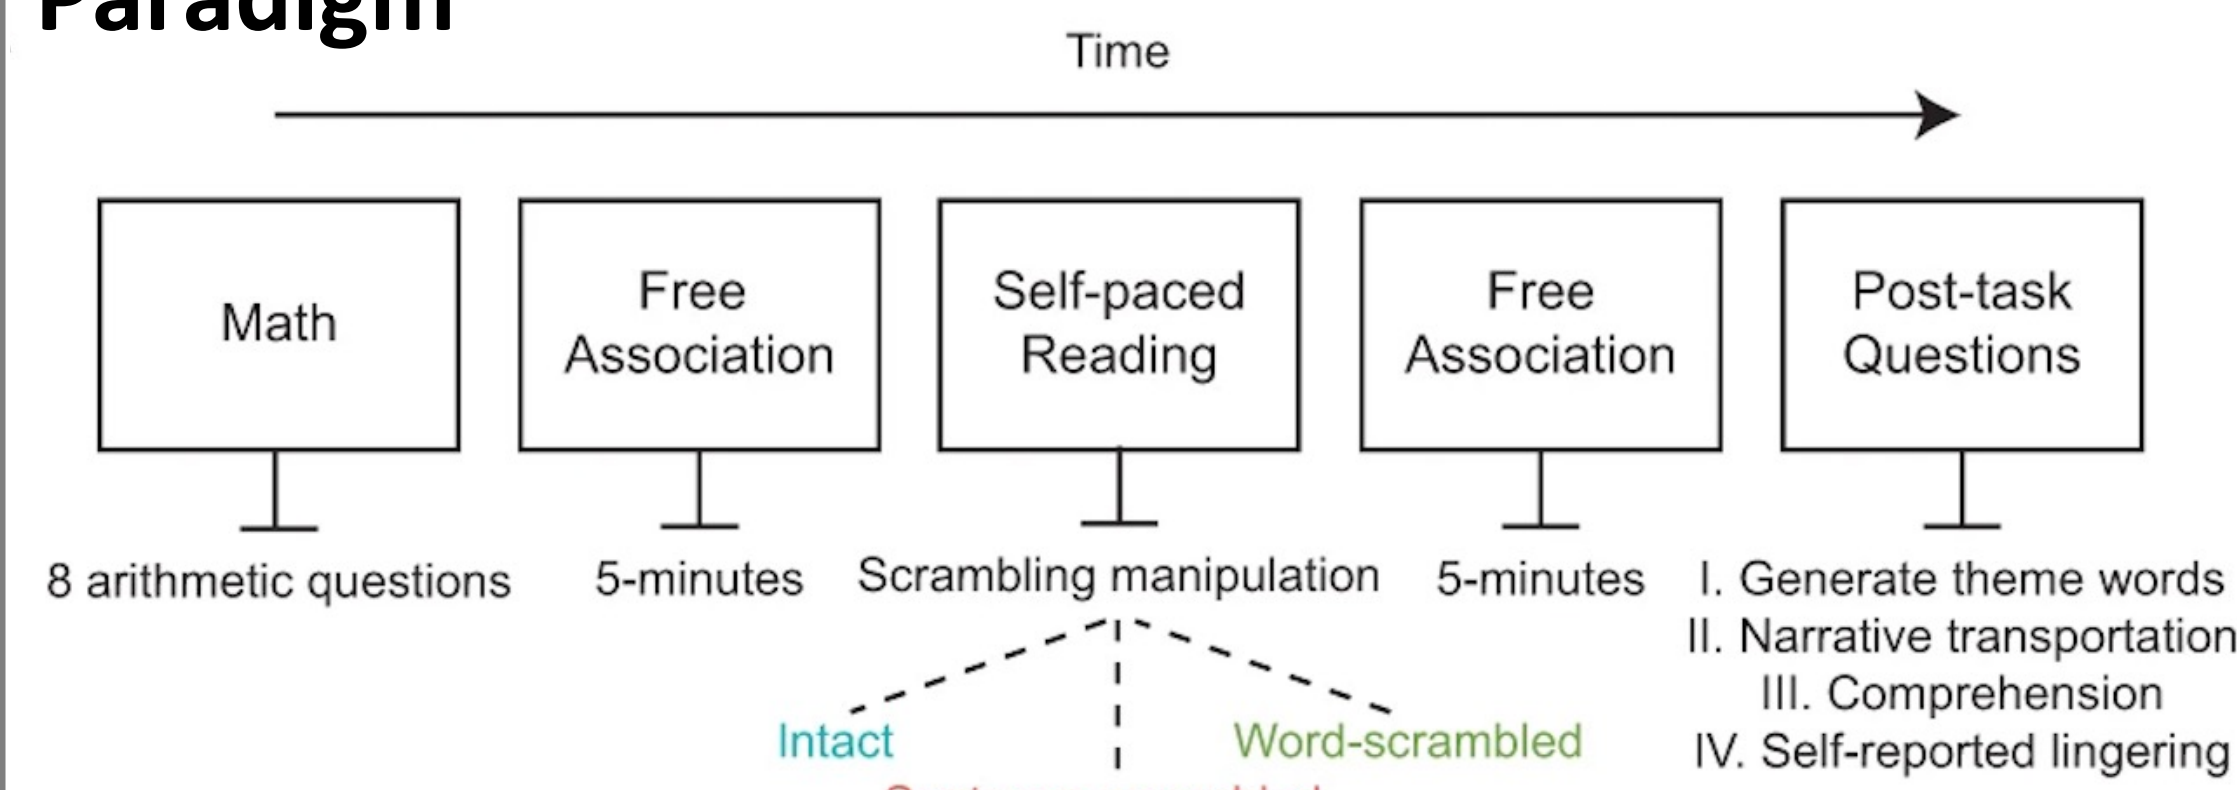 Paradigm
Time
Math
Free
Association
Self-paced
Reading
Free
Association
Post-task
Questions
8 arithmetic questions
5-minutes
Scrambling manipulation
5-minutes
I. Generate theme words
II. Narrative transportation
III. Comprehension
IV. Self-reported lingering
Intact
Word-scrambled